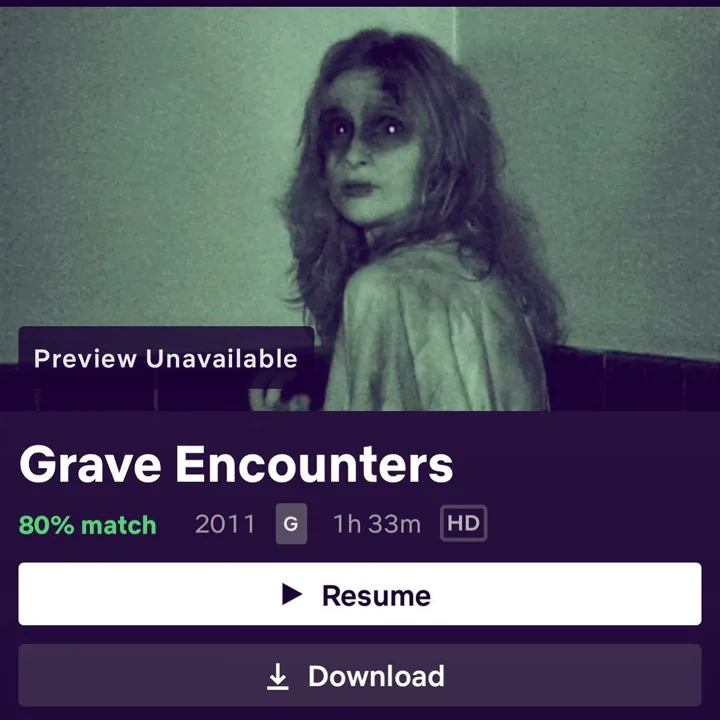 Preview Unavailable
Grave Encounters
80% match 2011 G 1h 33m HD
Resume
Download